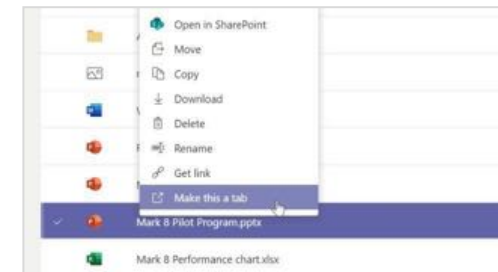 Open in SharePoint
Move
Copy
Download
Delete
Rename
Get link
Make this a tab
Mark 8 Pilot Program.pptx
Mark 8 Performance chart.xlsx